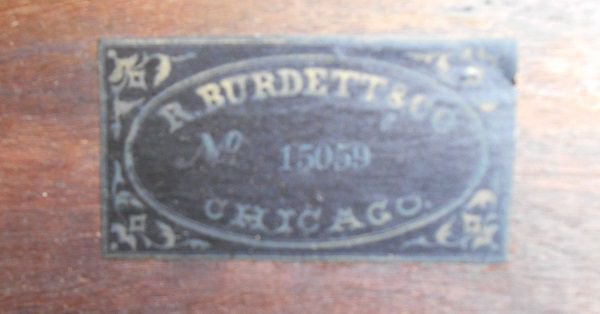 R. BURDETT & CO
No 15059
CHICAGO.